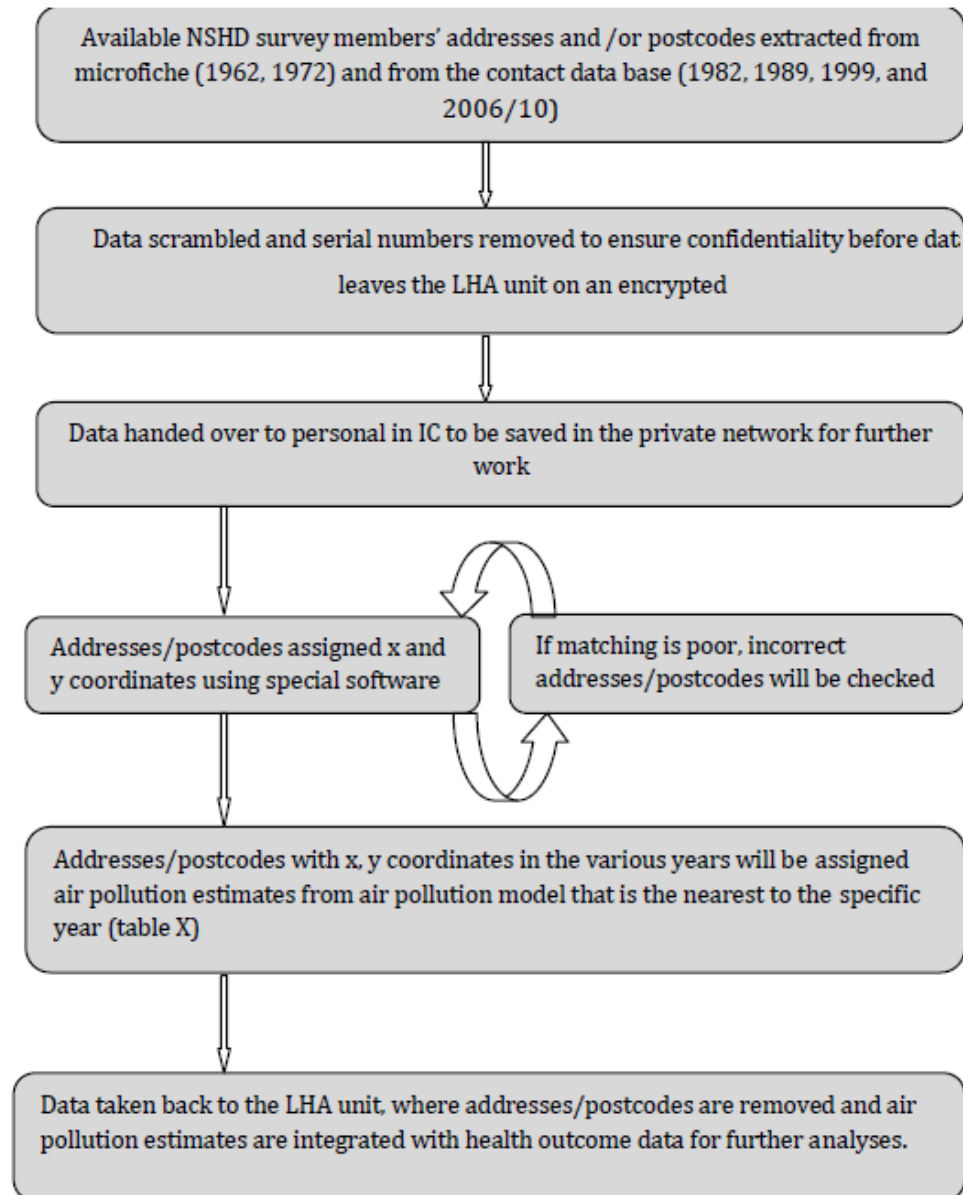 Available NSHD survey members' addresses and /or postcodes extracted from
microfiche (1962, 1972) and from the contact data base (1982, 1989, 1999, and
2006/10)
Data scrambled and serial numbers removed to ensure confidentiality before dat
leaves the LHA unit on an encrypted
Data handed over to personal in IC to be saved in the private network for further
work
Addresses/postcodes assigned x and
y coordinates using special software
If matching is poor, incorrect
addresses/postcodes will be checked
Addresses/postcodes with x, y coordinates in the various years will be assigned
air pollution estimates from air pollution model that is the nearest to the specific
year (table X)
Data taken back to the LHA unit, where addresses/postcodes are removed and air
pollution estimates are integrated with health outcome data for further analyses.